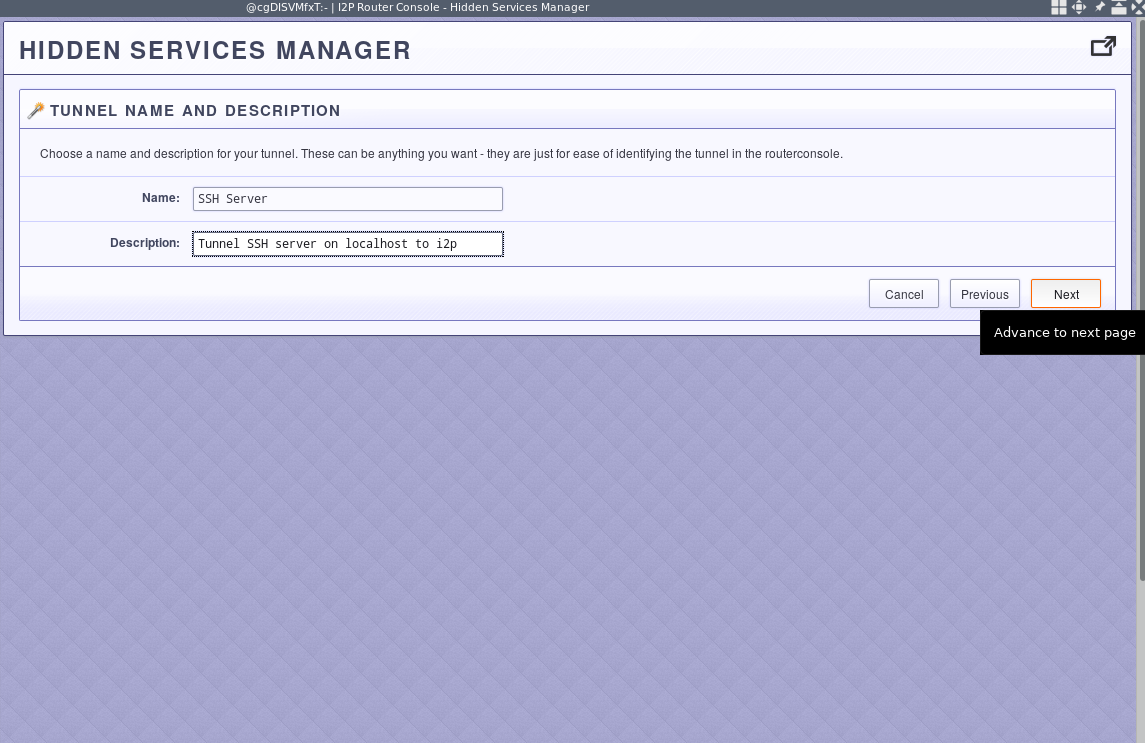 @cgDISVMfxT:- | I2P Router Console - Hidden Services Manager
HIDDEN SERVICES MANAGER
TUNNEL NAME AND DESCRIPTION
Choose a name and description for your tunnel. These can be anything you want - they are just for ease of identifying the tunnel in the routerconsole.
Name: SSH Server
Description: Tunnel SSH server on localhost to i2p
Cancel Previous Next
Advance to next page